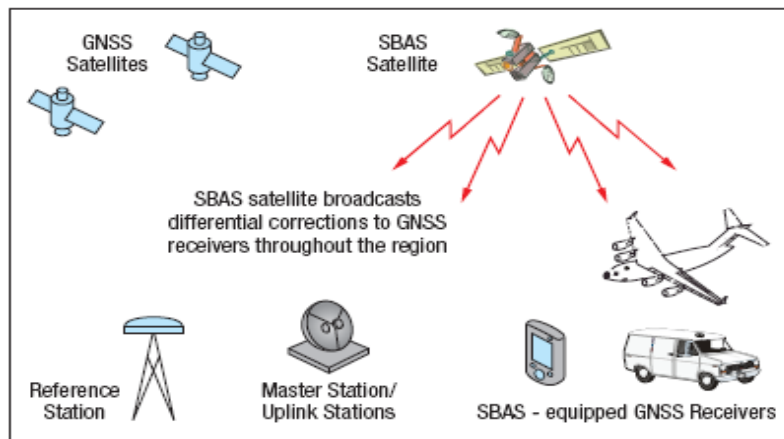 GNSS
Satellites
SBAS
Satellite
SBAS satellite broadcasts
differential corrections to GNSS
receivers throughout the region
Reference
Station
Master Station/
Uplink Stations
SBAS - equipped GNSS Receivers